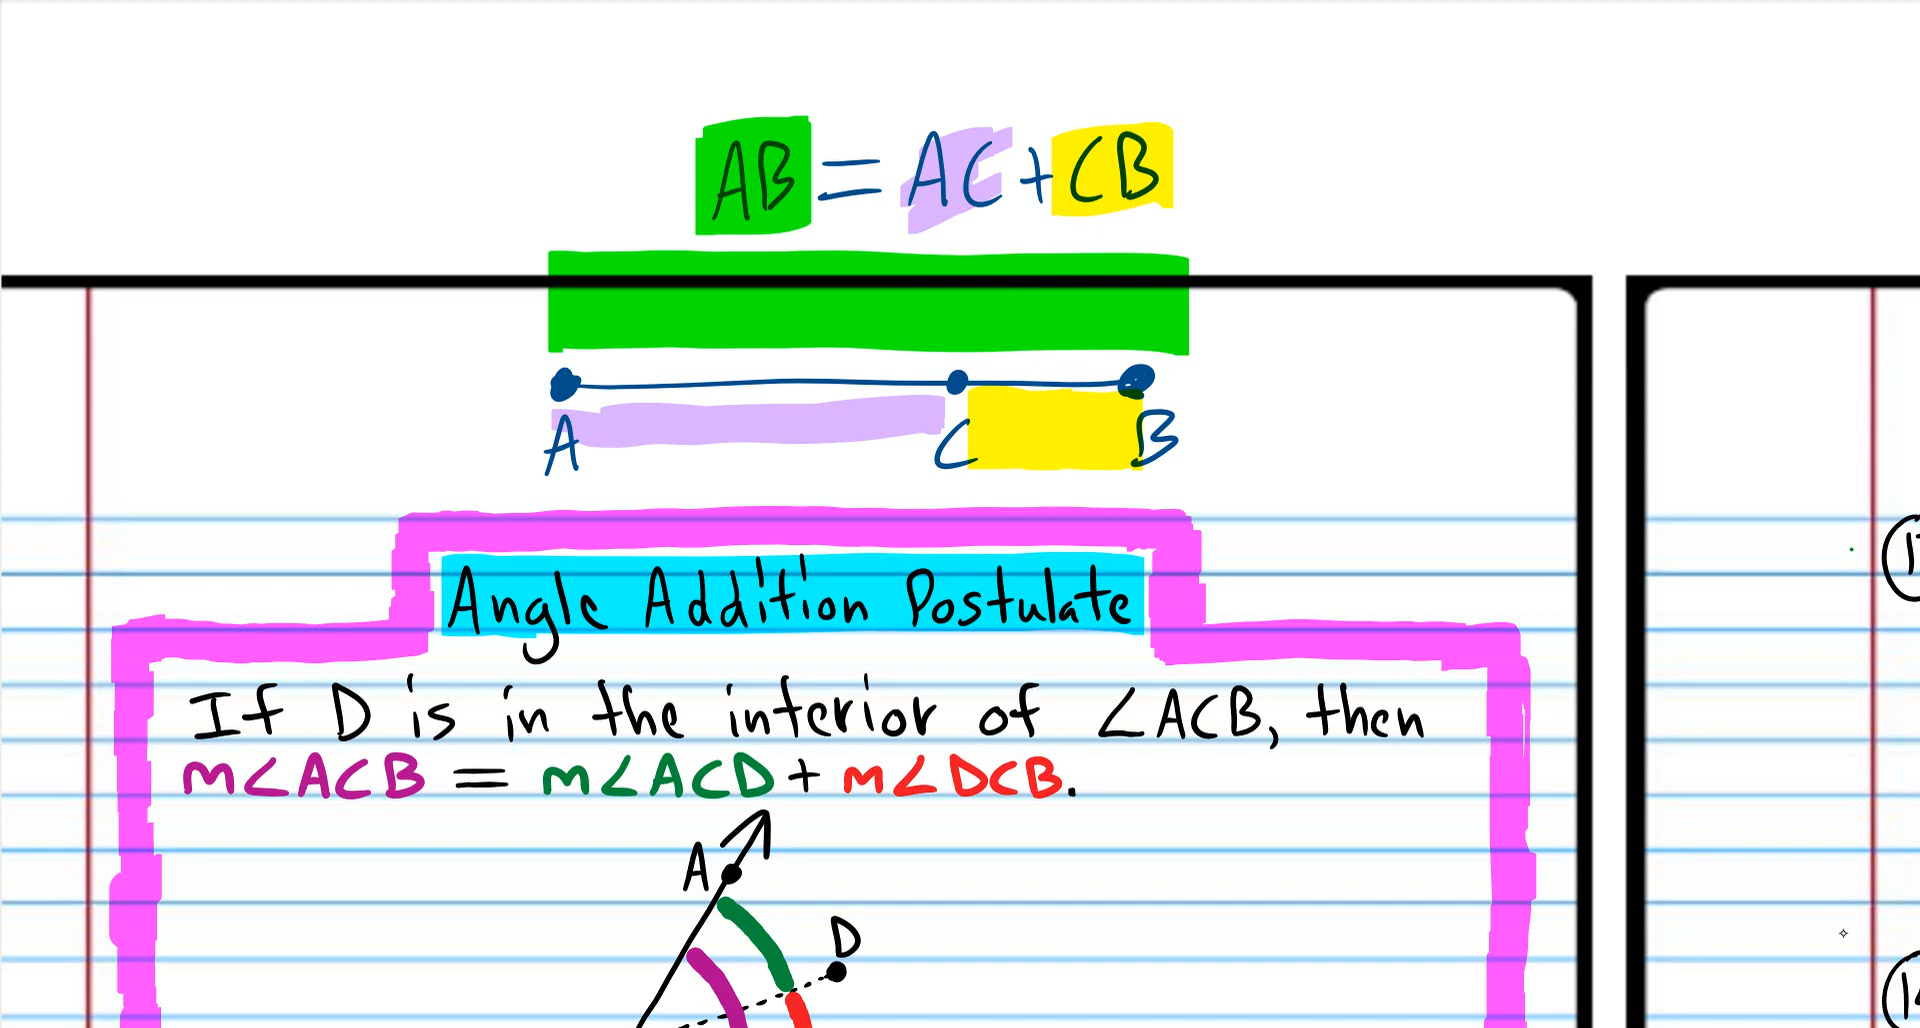 AB = AC + CB
A C B
Angle Addition Postulate
If D is in the interior of ∠ACB, then
m∠ACB = m∠ACD + m∠DCB.
A
D